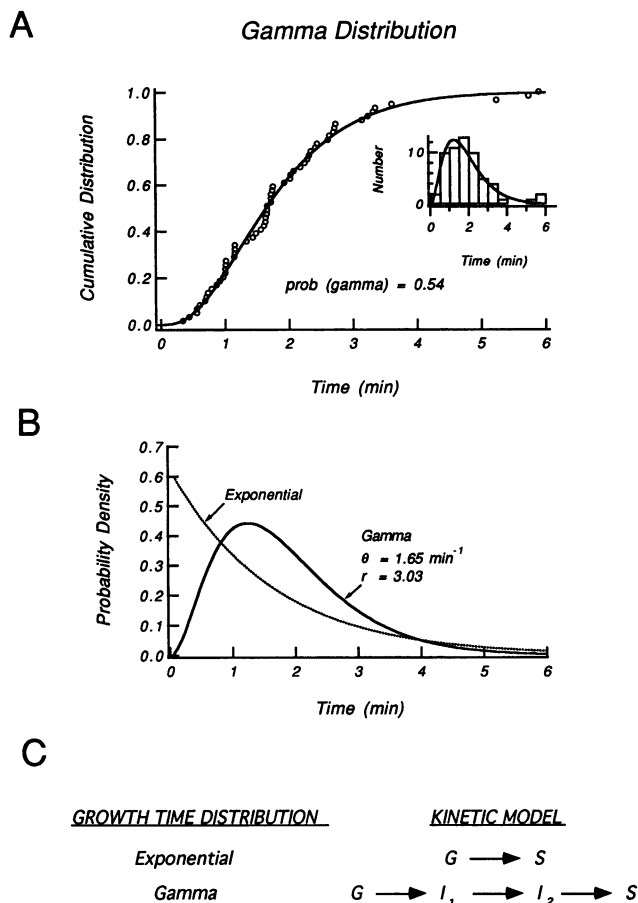 A
Gamma Distribution
Cumulative Distribution
1.0
0.8
0.6
0.4
0.2
0.0
0 1 2 3 4 5 6
Time (min)
prob (gamma) = 0.54
Number
10
0
0 2 4 6
Time (min)
B
Probability Density
0.7
0.6
0.5
0.4
0.3
0.2
0.1
0.0
0 1 2 3 4 5 6
Time (min)
Exponential
Gamma
θ = 1.65 min⁻¹
r = 3.03
C
GROWTH TIME DISTRIBUTION KINETIC MODEL
Exponential G → S
Gamma G → I₁ → I₂ → S